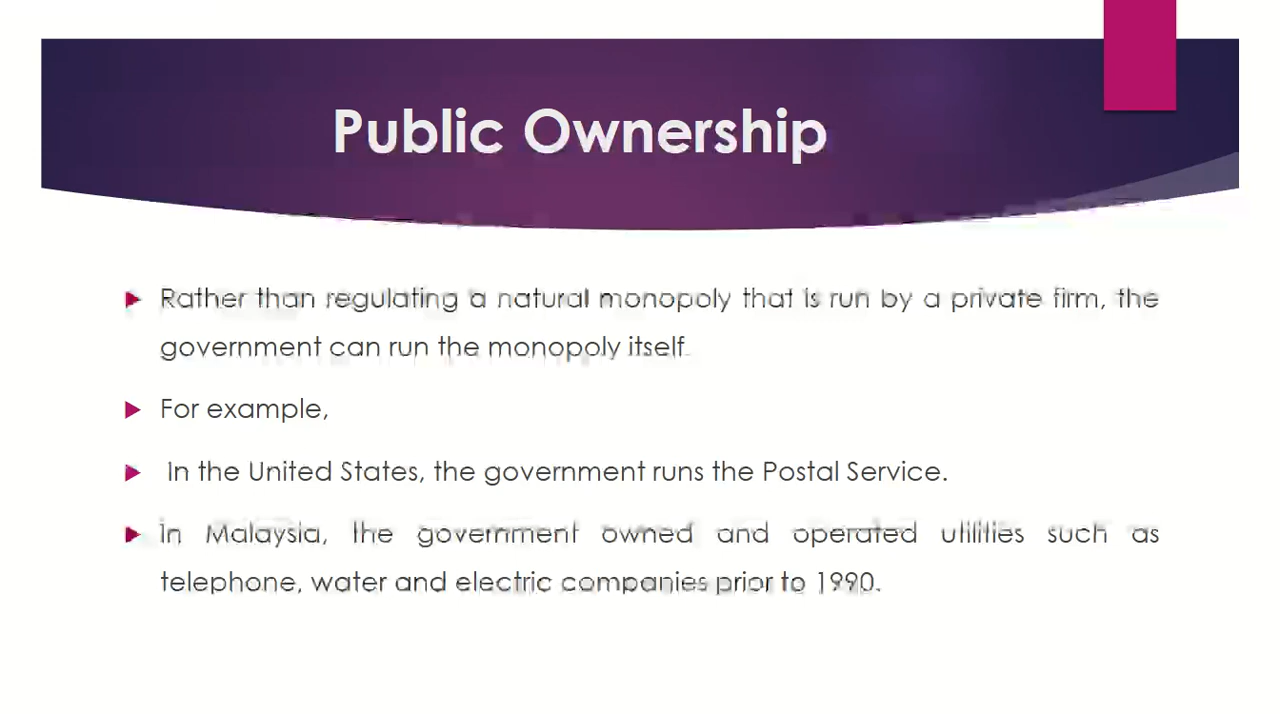 Public Ownership
Rather than regulating a natural monopoly that is run by a private firm, the
government can run the monopoly itself.
For example,
In the United States, the government runs the Postal Service.
In Malaysia, the government owned and operated utilities such as
telephone, water and electric companies prior to 1990.